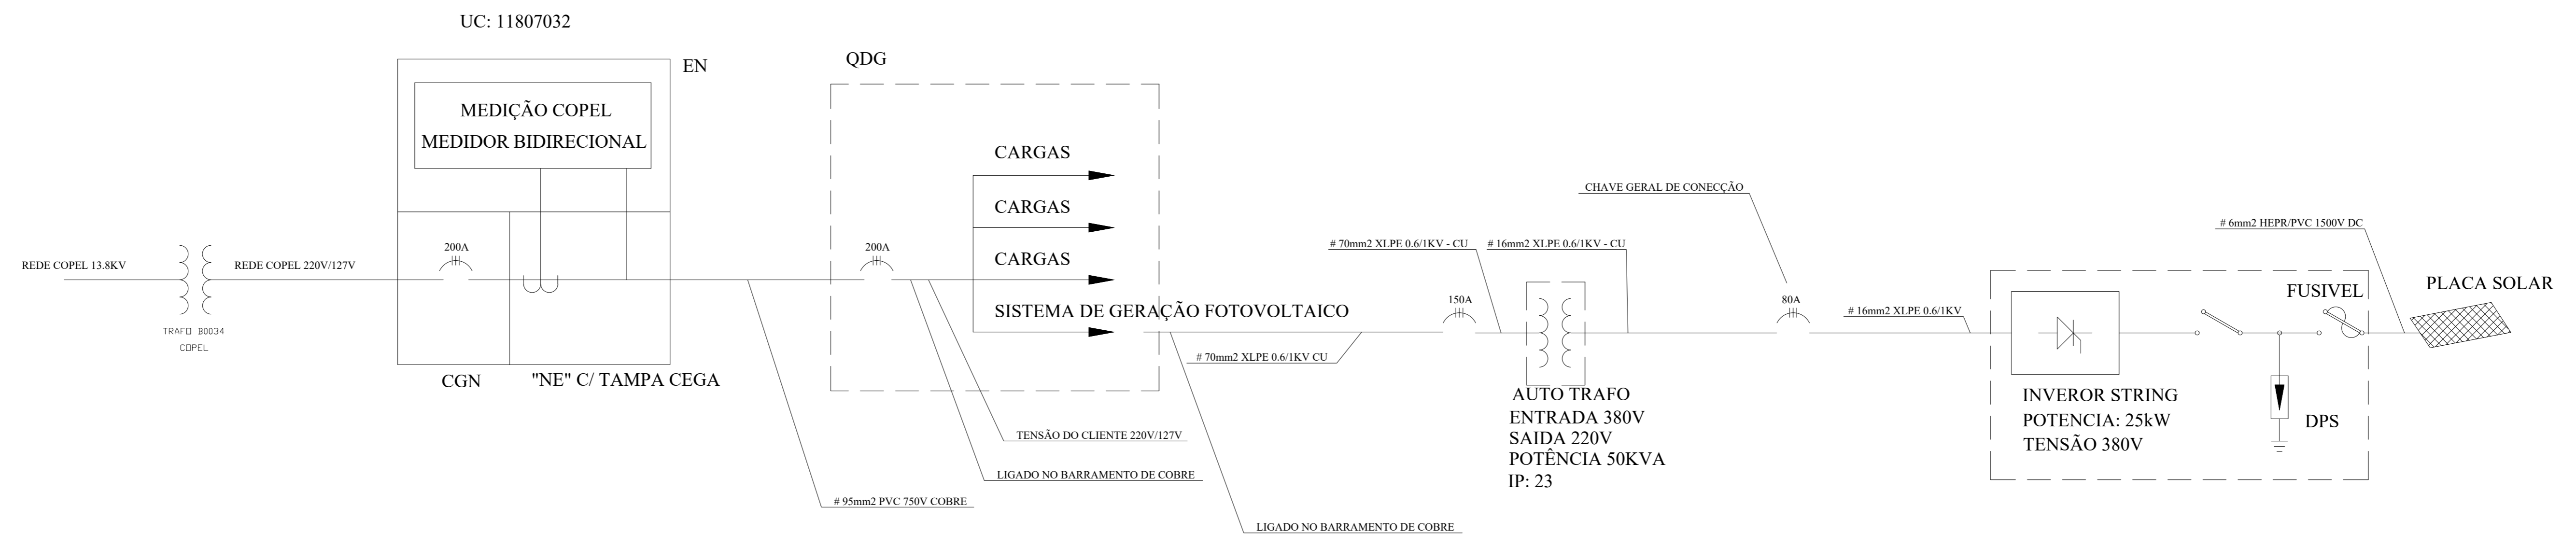 UC: 11807032
EN
QDG
MEDIÇÃO COPEL
MEDIDOR BIDIRECIONAL
CARGAS
CARGAS
CARGAS
SISTEMA DE GERAÇÃO FOTOVOLTAICO
REDE COPEL 13.8KV
TRAFO B0034
COPEL
REDE COPEL 220V/127V
200A
CGN
"NE" C/ TAMPA CEGA
200A
TENSÃO DO CLIENTE 220V/127V
LIGADO NO BARRAMENTO DE COBRE
# 95mm2 PVC 750V COBRE
LIGADO NO BARRAMENTO DE COBRE
# 70mm2 XLPE 0.6/1KV CU
150A
# 70mm2 XLPE 0.6/1KV - CU
# 16mm2 XLPE 0.6/1KV - CU
AUTO TRAFO
ENTRADA 380V
SAIDA 220V
POTÊNCIA 50KVA
IP: 23
CHAVE GERAL DE CONECÇÃO
80A
# 16mm2 XLPE 0.6/1KV
INVEROR STRING
POTENCIA: 25kW
TENSÃO 380V
DPS
FUSIVEL
# 6mm2 HEPR/PVC 1500V DC
PLACA SOLAR